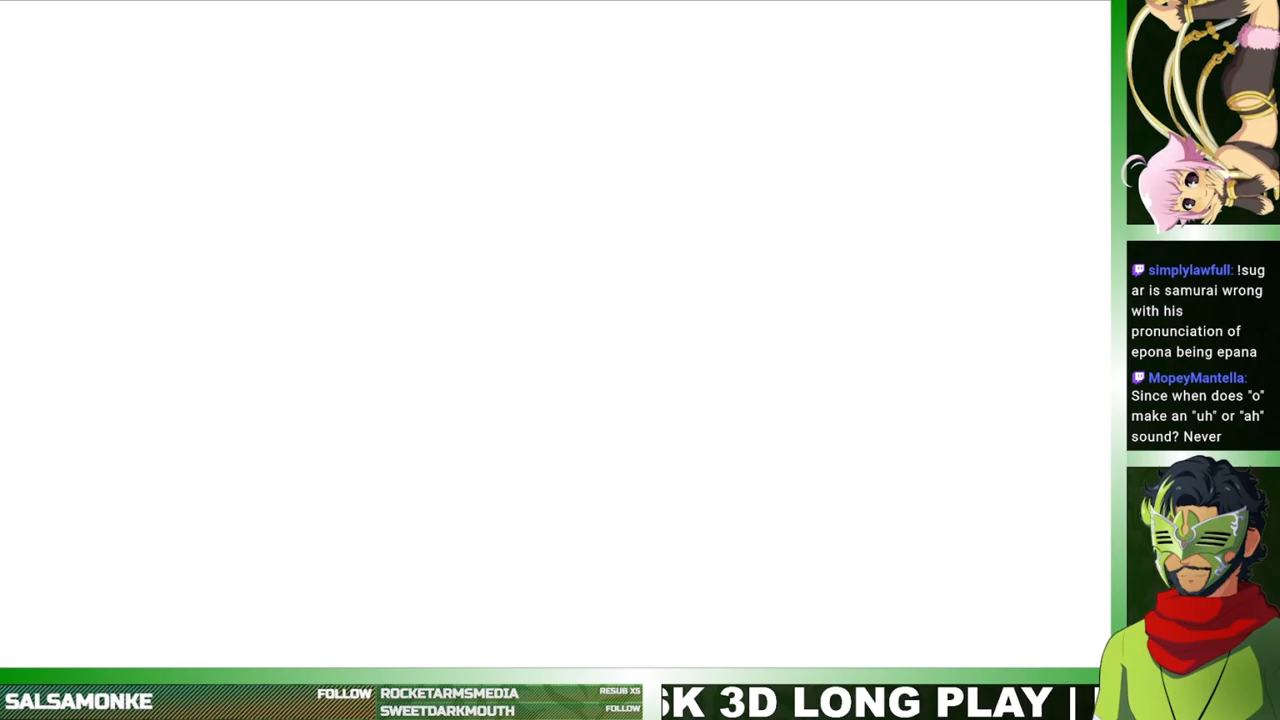 simplylawfull: !sug
ar is samurai wrong
with his
pronunciation of
epona being epana
MopeyMantella:
Since when does "o"
make an "uh" or "ah"
sound? Never
SALSAMONKE
FOLLOW
ROCKETARMSMEDIA
RESUB X5
SWEETDARKMOUTH
FOLLOW
SK 3D LONG PLAY |